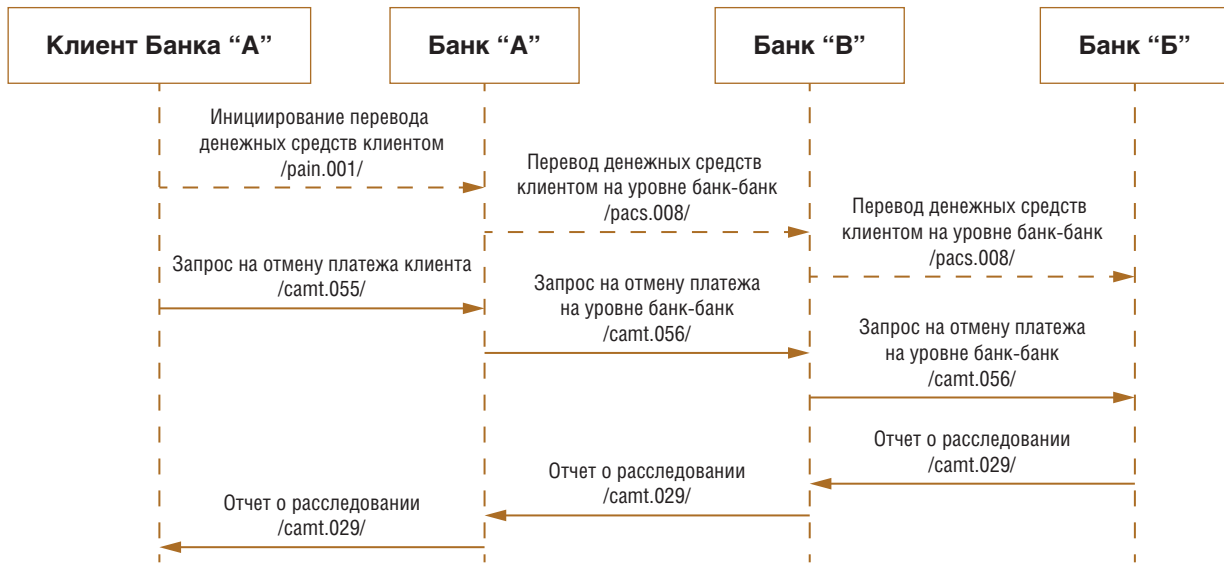 Клиент Банка “А”
Банк “А”
Банк “В”
Банк “Б”
Инициирование перевода
денежных средств клиентом
/pain.001/
Перевод денежных средств
клиентом на уровне банк-банк
/pacs.008/
Перевод денежных средств
клиентом на уровне банк-банк
/pacs.008/
Запрос на отмену платежа клиента
/camt.055/
Запрос на отмену платежа
на уровне банк-банк
/camt.056/
Запрос на отмену платежа
на уровне банк-банк
/camt.056/
Отчет о расследовании
/camt.029/
Отчет о расследовании
/camt.029/
Отчет о расследовании
/camt.029/